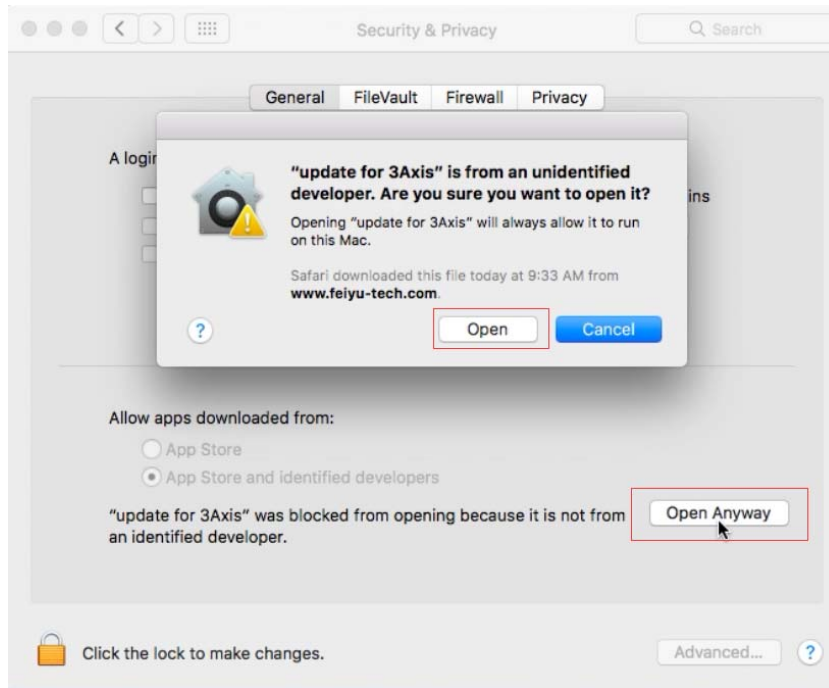 Security & Privacy
Search
General FileVault Firewall Privacy
A login
ins
"update for 3Axis" is from an unidentified
developer. Are you sure you want to open it?
Opening "update for 3Axis" will always allow it to run
on this Mac.
Safari downloaded this file today at 9:33 AM from
www.feiyu-tech.com.
?
Open
Cancel
Allow apps downloaded from:
App Store
App Store and identified developers
"update for 3Axis" was blocked from opening because it is not from
an identified developer.
Open Anyway
Click the lock to make changes.
Advanced...
?